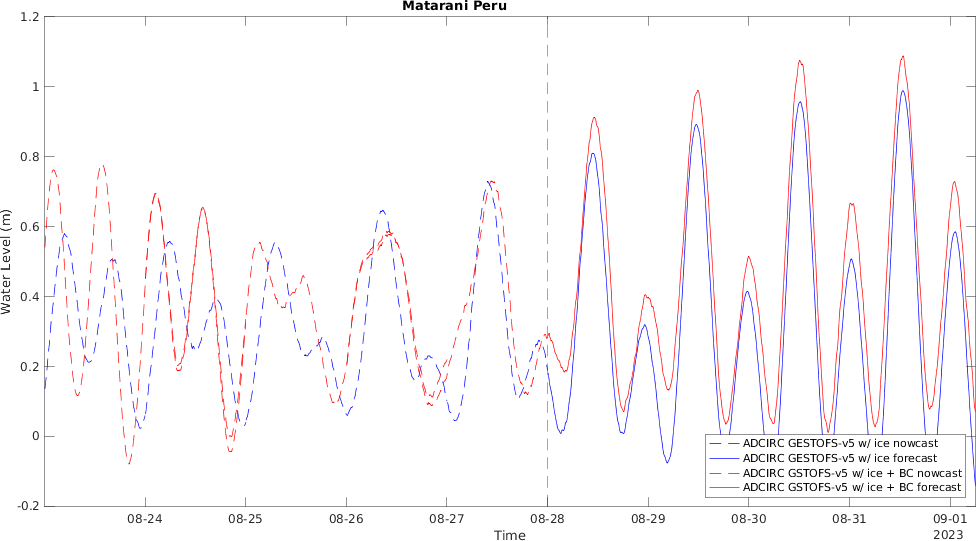 Matarani Peru
1.2
1
0.8
0.6
0.4
0.2
0
-0.2
Water Level (m)
ADCIRC GESTOFS-v5 w/ ice nowcast
ADCIRC GESTOFS-v5 w/ ice forecast
ADCIRC GSTOFS-v5 w/ ice + BC nowcast
ADCIRC GSTOFS-v5 w/ ice + BC forecast
08-24 08-25 08-26 08-27 08-28 08-29 08-30 08-31 09-01
Time
2023